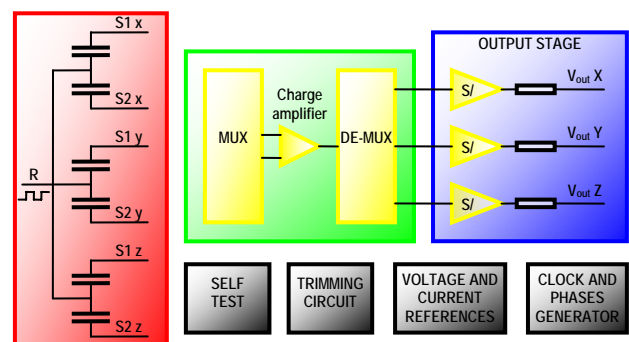 S1 x
S2 x
S1 y
R
S2 y
S1 z
S2 z
MUX
Charge
amplifier
DE-MUX
OUTPUT STAGE
S/
Vout X
S/
Vout Y
S/
Vout Z
SELF
TEST
TRIMMING
CIRCUIT
VOLTAGE AND
CURRENT
REFERENCES
CLOCK AND
PHASES
GENERATOR